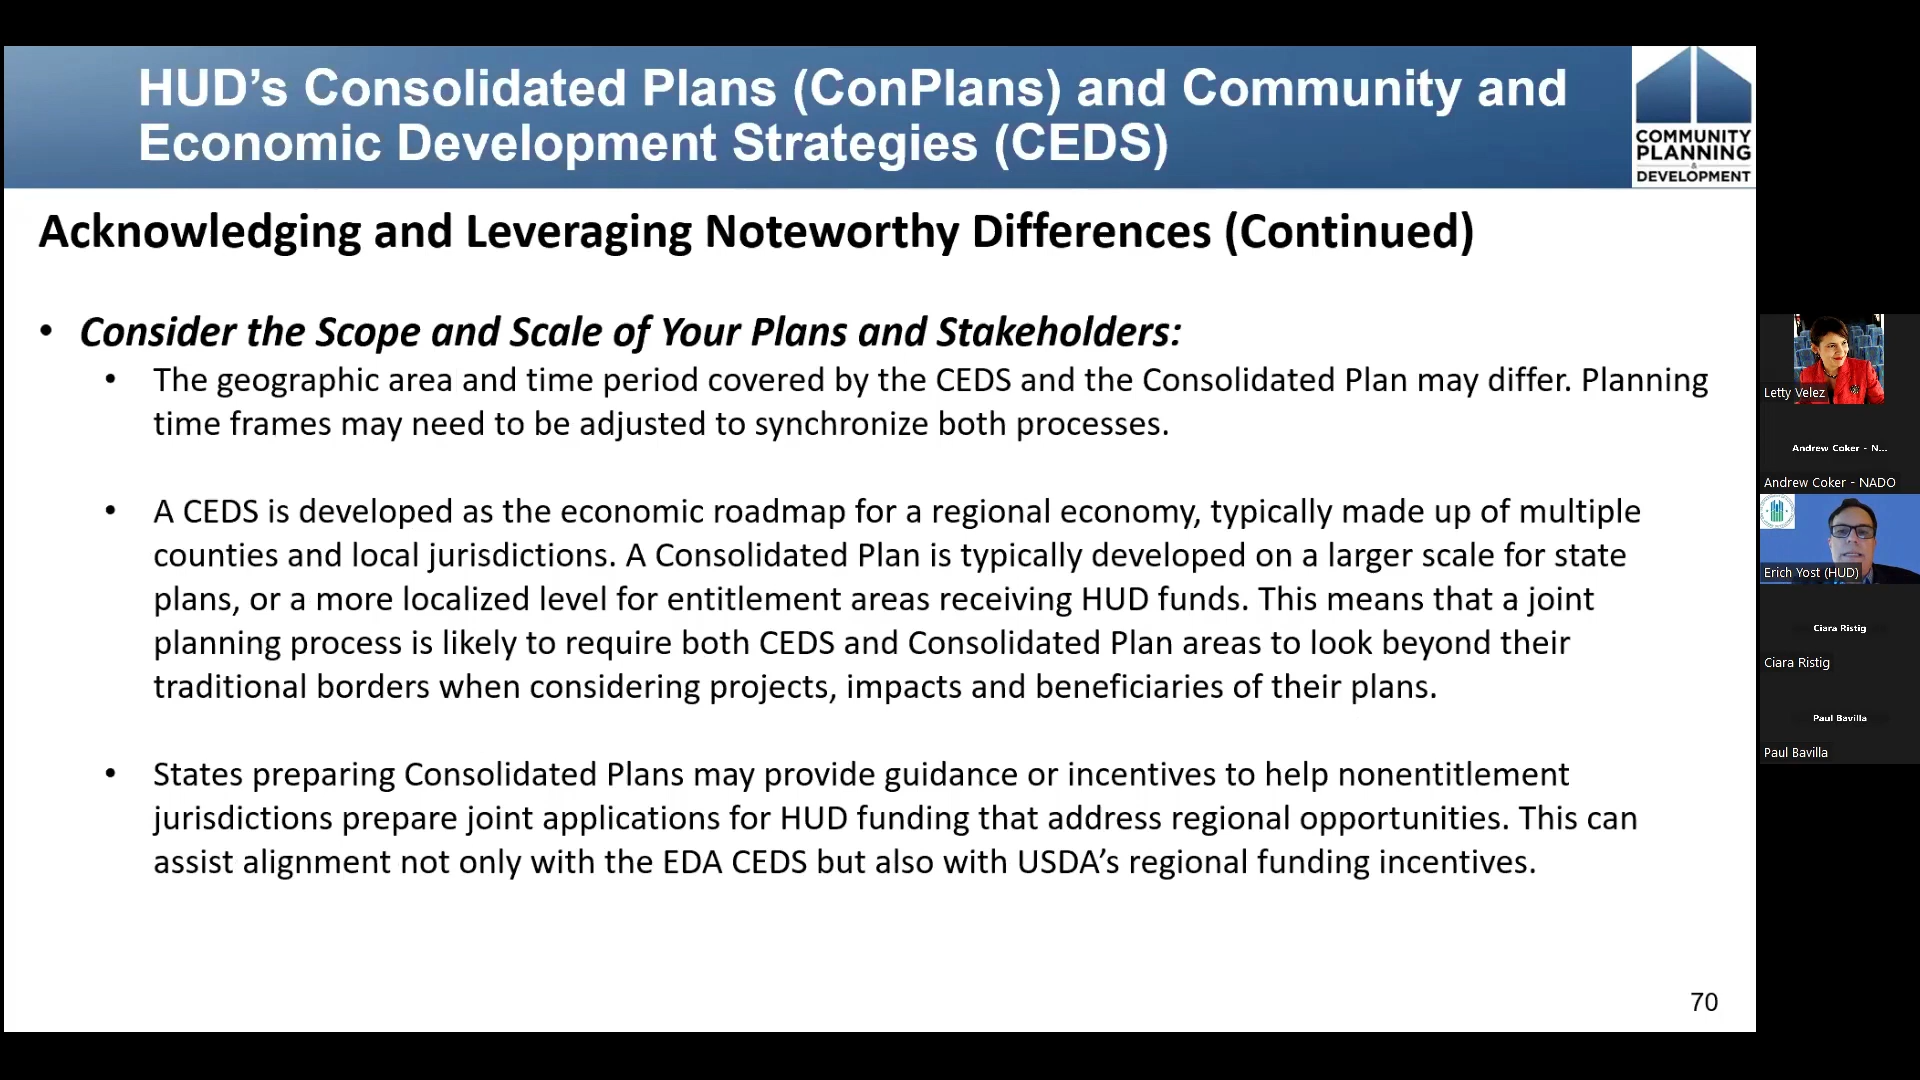 HUD’s Consolidated Plans (ConPlans) and Community and
Economic Development Strategies (CEDS)
COMMUNITY
PLANNING
&
DEVELOPMENT
Acknowledging and Leveraging Noteworthy Differences (Continued)
• Consider the Scope and Scale of Your Plans and Stakeholders:
• The geographic area and time period covered by the CEDS and the Consolidated Plan may differ. Planning
time frames may need to be adjusted to synchronize both processes.
• A CEDS is developed as the economic roadmap for a regional economy, typically made up of multiple
counties and local jurisdictions. A Consolidated Plan is typically developed on a larger scale for state
plans, or a more localized level for entitlement areas receiving HUD funds. This means that a joint
planning process is likely to require both CEDS and Consolidated Plan areas to look beyond their
traditional borders when considering projects, impacts and beneficiaries of their plans.
• States preparing Consolidated Plans may provide guidance or incentives to help nonentitlement
jurisdictions prepare joint applications for HUD funding that address regional opportunities. This can
assist alignment not only with the EDA CEDS but also with USDA’s regional funding incentives.
70
Letty Velez
Andrew Coker - N...
Andrew Coker - NADO
Erich Yost (HUD)
Ciara Ristig
Ciara Ristig
Paul Bavilla
Paul Bavilla